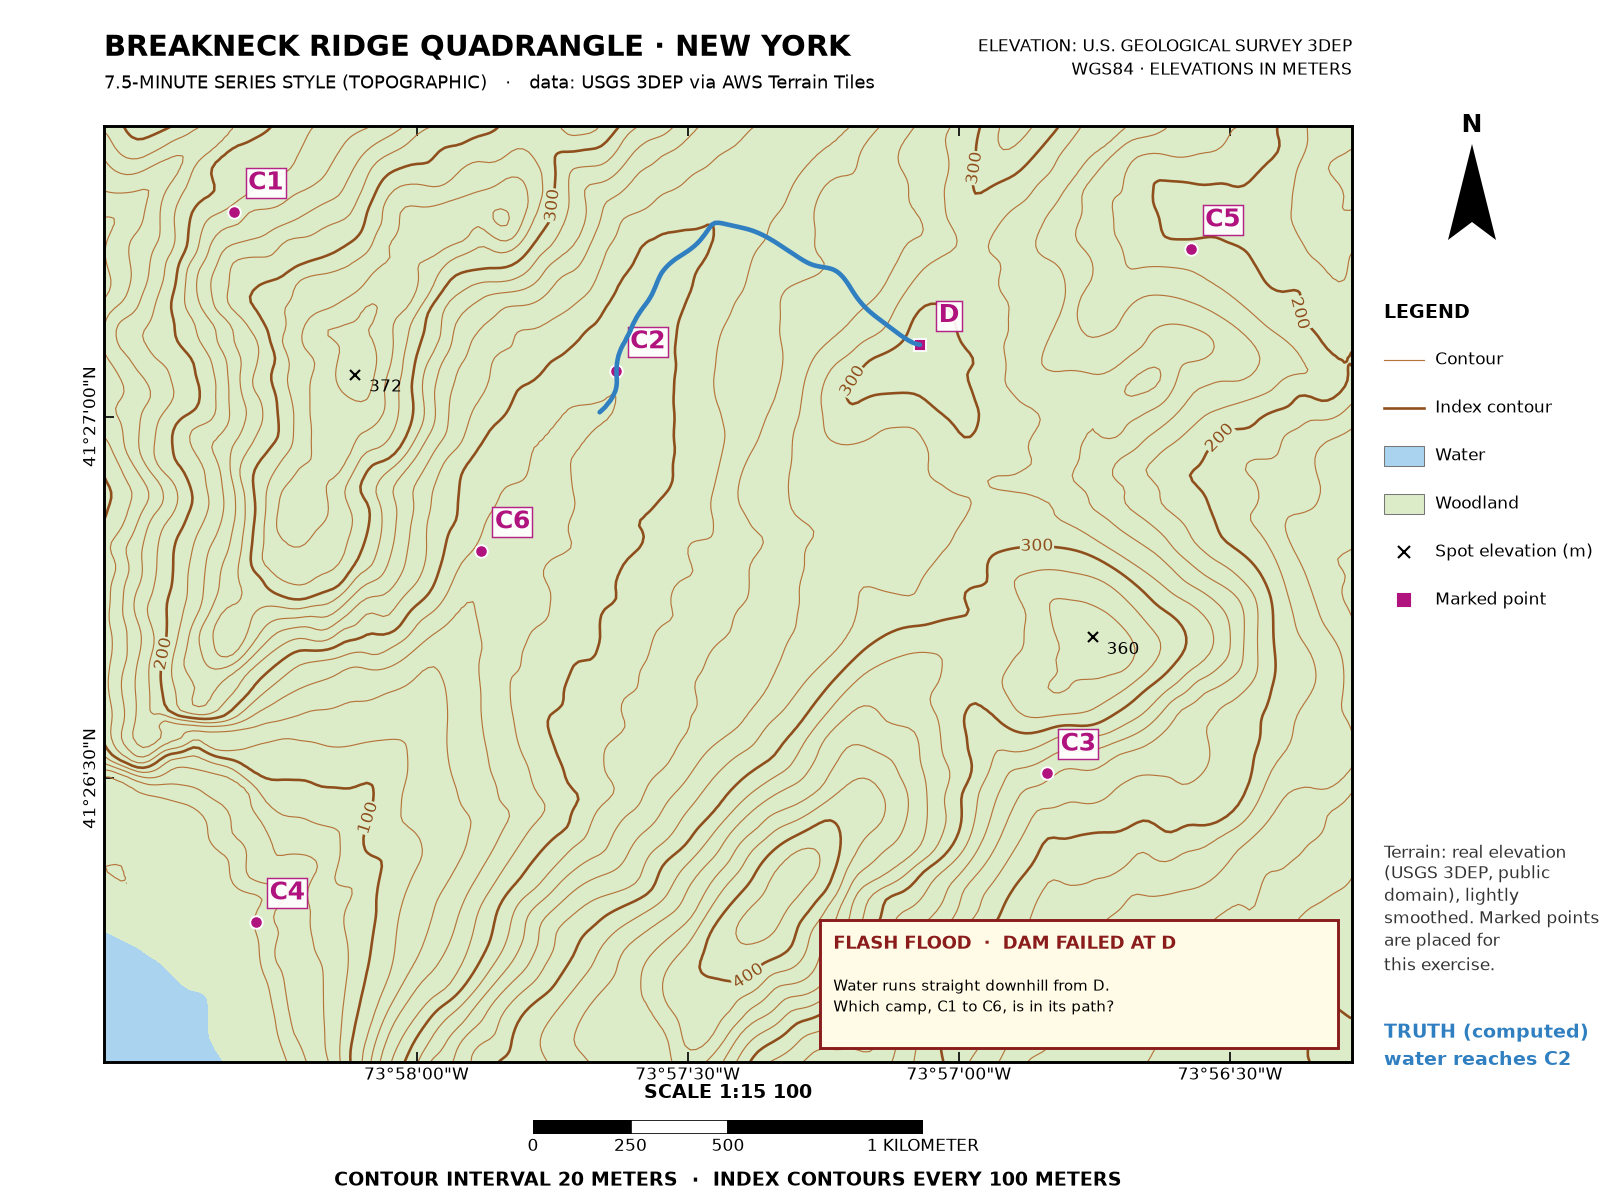 BREAKNECK RIDGE QUADRANGLE · NEW YORK
7.5-MINUTE SERIES STYLE (TOPOGRAPHIC) · data: USGS 3DEP via AWS Terrain Tiles
ELEVATION: U.S. GEOLOGICAL SURVEY 3DEP
WGS84 · ELEVATIONS IN METERS
N
C1
300
300
C5
200
D
C2
300
372
200
C6
300
200
360
C3
100
C4
400
41°27'00"N
41°26'30"N
FLASH FLOOD · DAM FAILED AT D
Water runs straight downhill from D.
Which camp, C1 to C6, is in its path?
73°58'00"W
73°57'30"W
73°57'00"W
73°56'30"W
SCALE 1:15 100
0 250 500 1 KILOMETER
CONTOUR INTERVAL 20 METERS · INDEX CONTOURS EVERY 100 METERS
LEGEND
Contour
Index contour
Water
Woodland
Spot elevation (m)
Marked point
Terrain: real elevation
(USGS 3DEP, public
domain), lightly
smoothed. Marked points
are placed for
this exercise.
TRUTH (computed)
water reaches C2